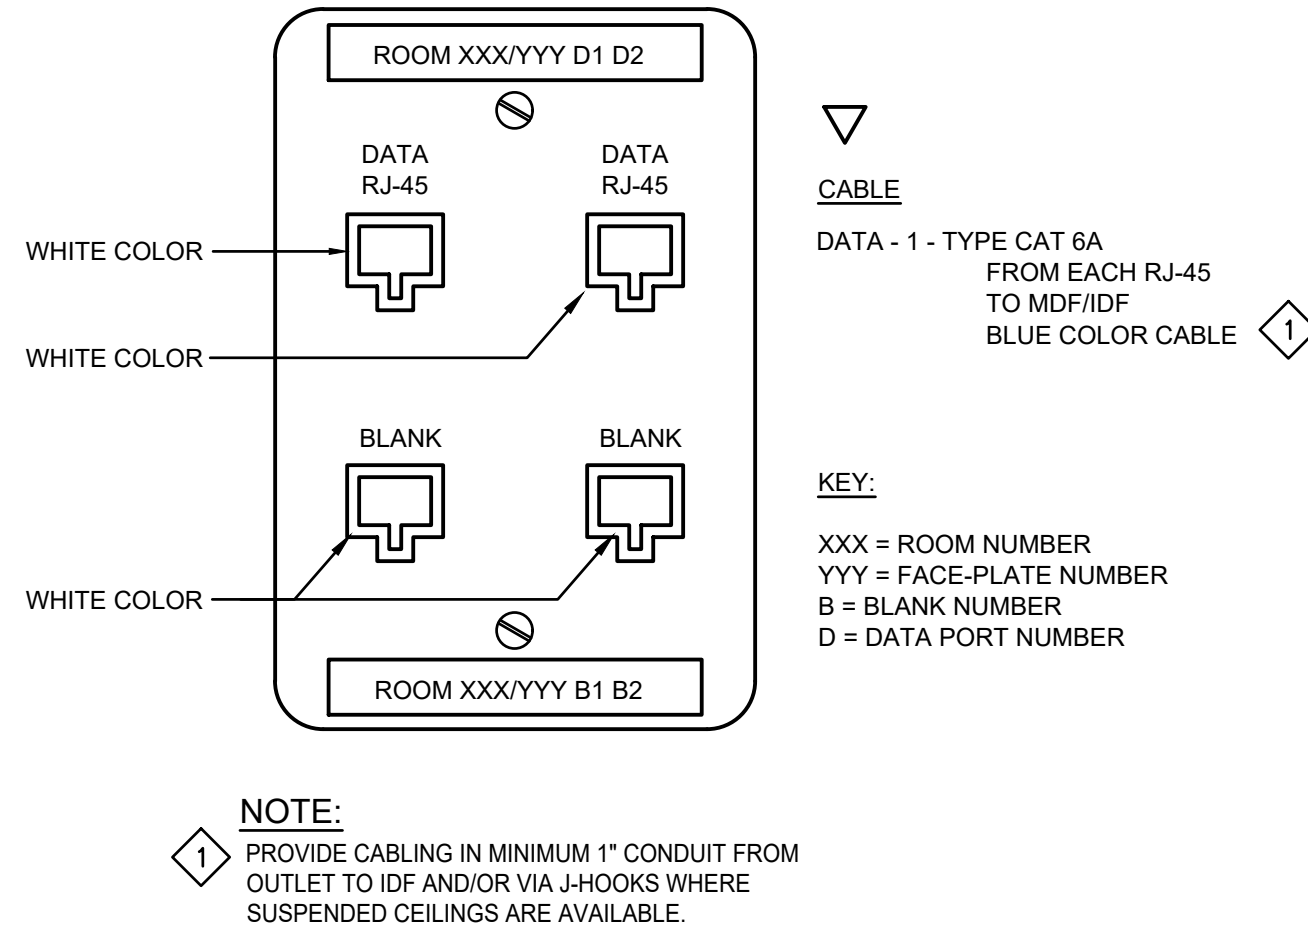 ROOM XXX/YYY D1 D2
DATA
RJ-45
DATA
RJ-45
WHITE COLOR
WHITE COLOR
BLANK
BLANK
WHITE COLOR
ROOM XXX/YYY B1 B2
CABLE
DATA - 1 - TYPE CAT 6A
FROM EACH RJ-45
TO MDF/IDF
BLUE COLOR CABLE
1
KEY:
XXX = ROOM NUMBER
YYY = FACE-PLATE NUMBER
B = BLANK NUMBER
D = DATA PORT NUMBER
NOTE:
1 PROVIDE CABLING IN MINIMUM 1" CONDUIT FROM
OUTLET TO IDF AND/OR VIA J-HOOKS WHERE
SUSPENDED CEILINGS ARE AVAILABLE.